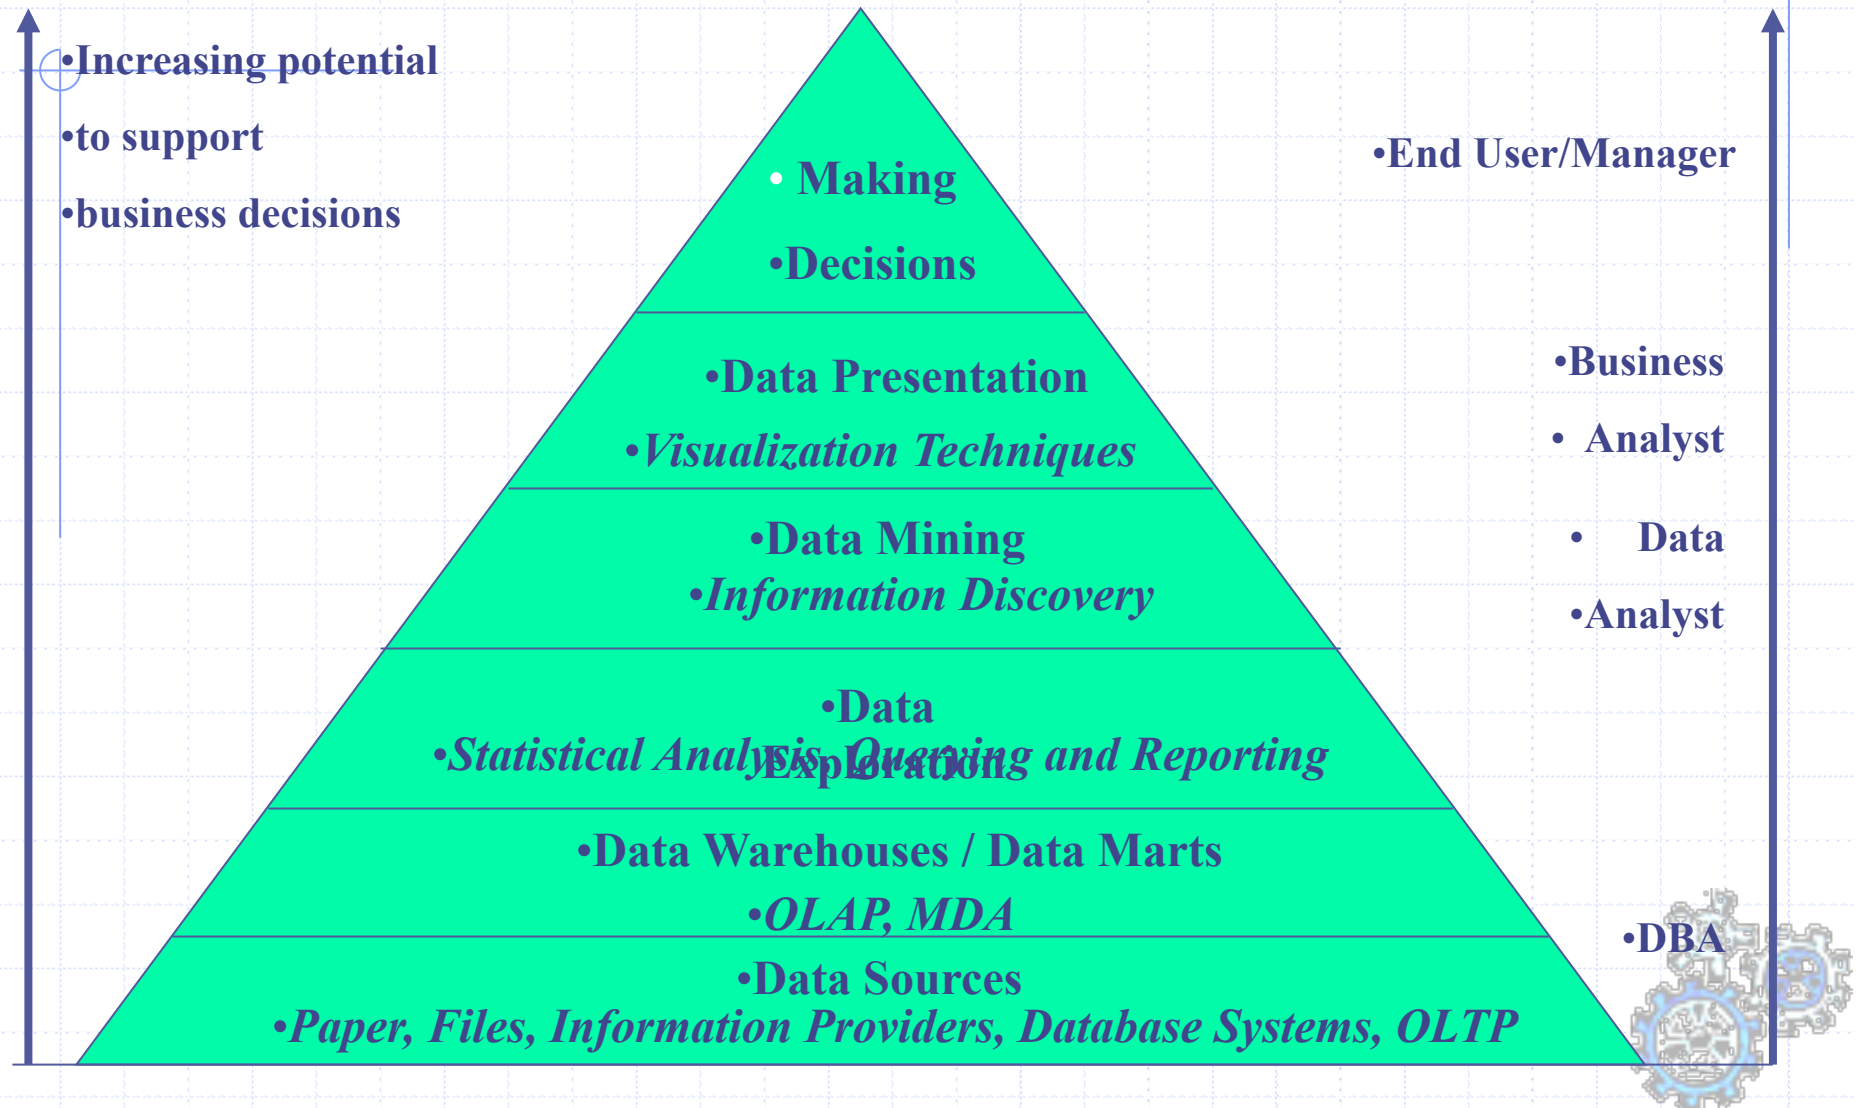 •Increasing potential
•to support
•business decisions
• Making
•Decisions
•Data Presentation
•Visualization Techniques
•Data Mining
•Information Discovery
•Data
Exploration
•Statistical Analysis, Querying and Reporting
•Data Warehouses / Data Marts
•OLAP, MDA
•Data Sources
•Paper, Files, Information Providers, Database Systems, OLTP
•End User/Manager
•Business
• Analyst
• Data
•Analyst
•DBA